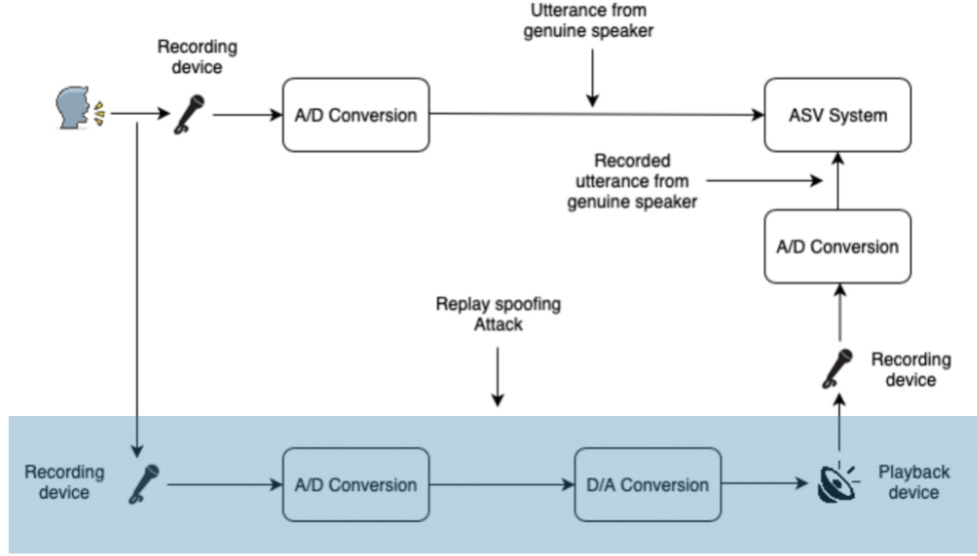 Utterance from
genuine speaker
Recording
device
A/D Conversion
ASV System
Recorded
utterance from
genuine speaker
A/D Conversion
Replay spoofing
Attack
Recording
device
Recording
device
A/D Conversion
D/A Conversion
Playback
device